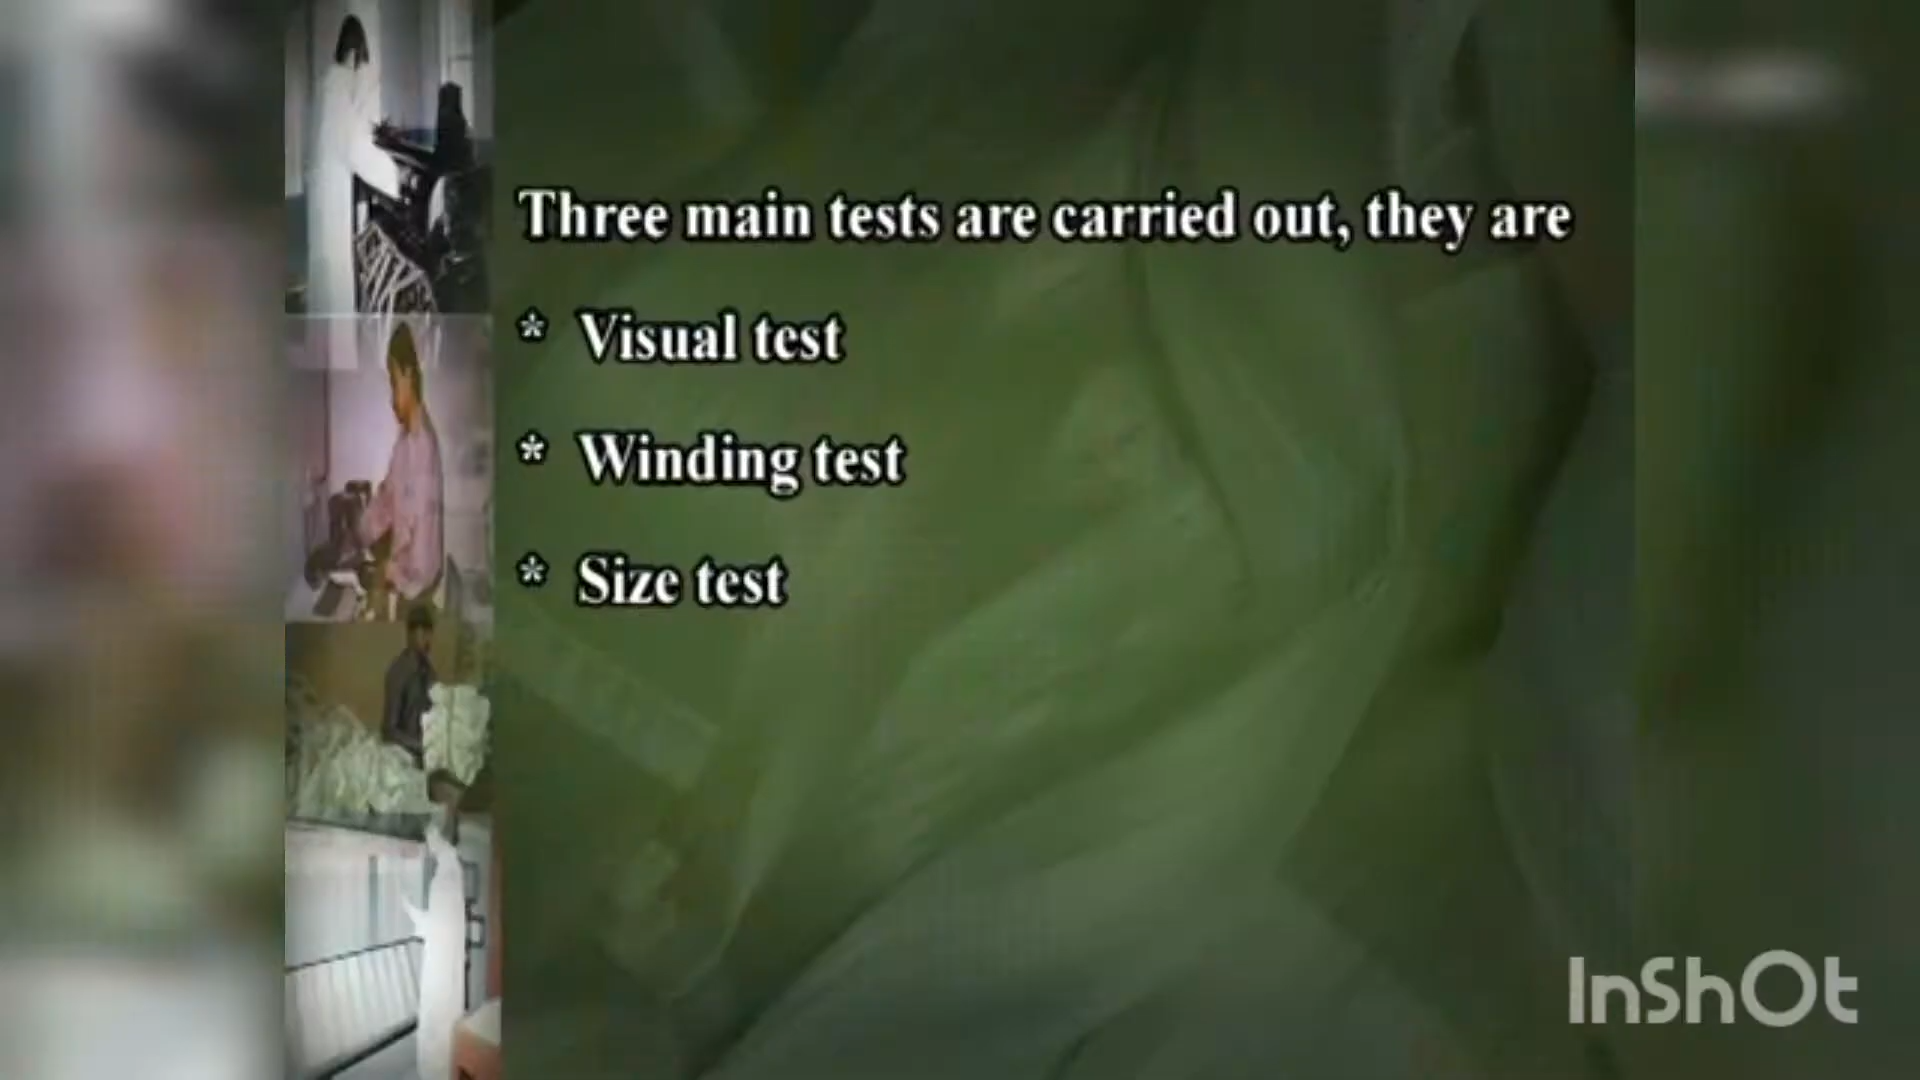 Three main tests are carried out, they are
* Visual test
* Winding test
* Size test
InShOt